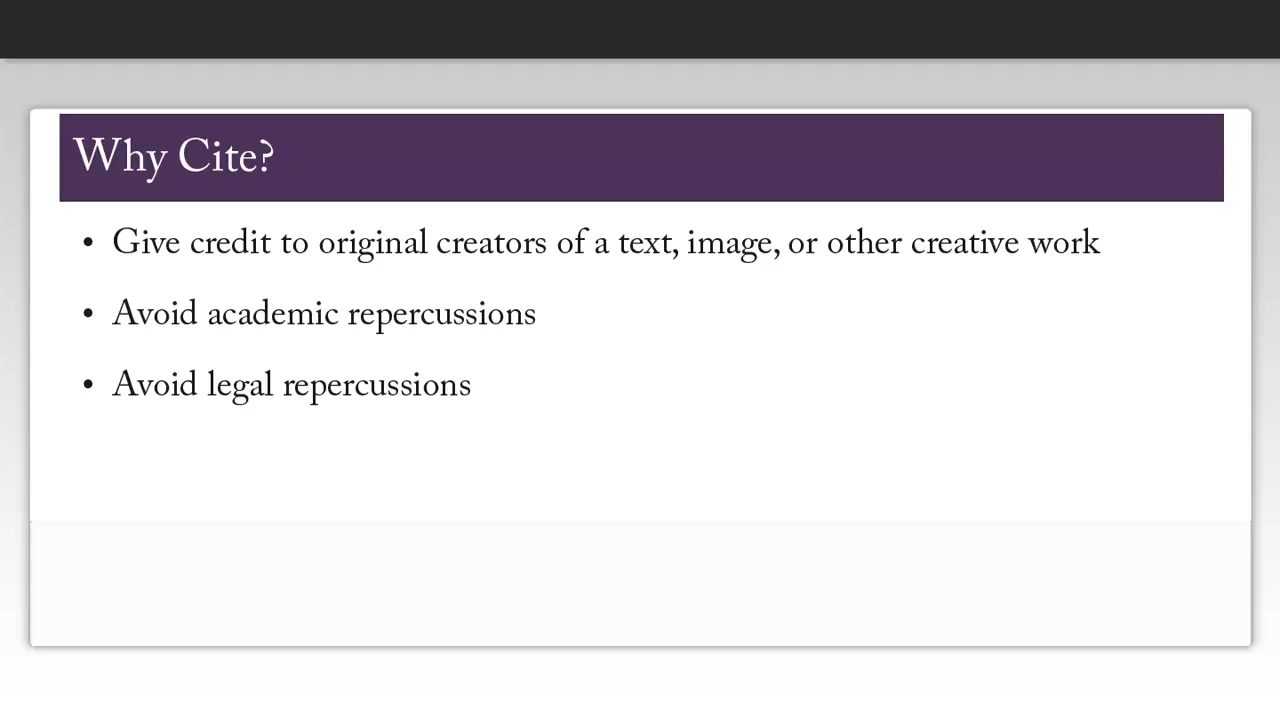 Why Cite?
• Give credit to original creators of a text, image, or other creative work
• Avoid academic repercussions
• Avoid legal repercussions